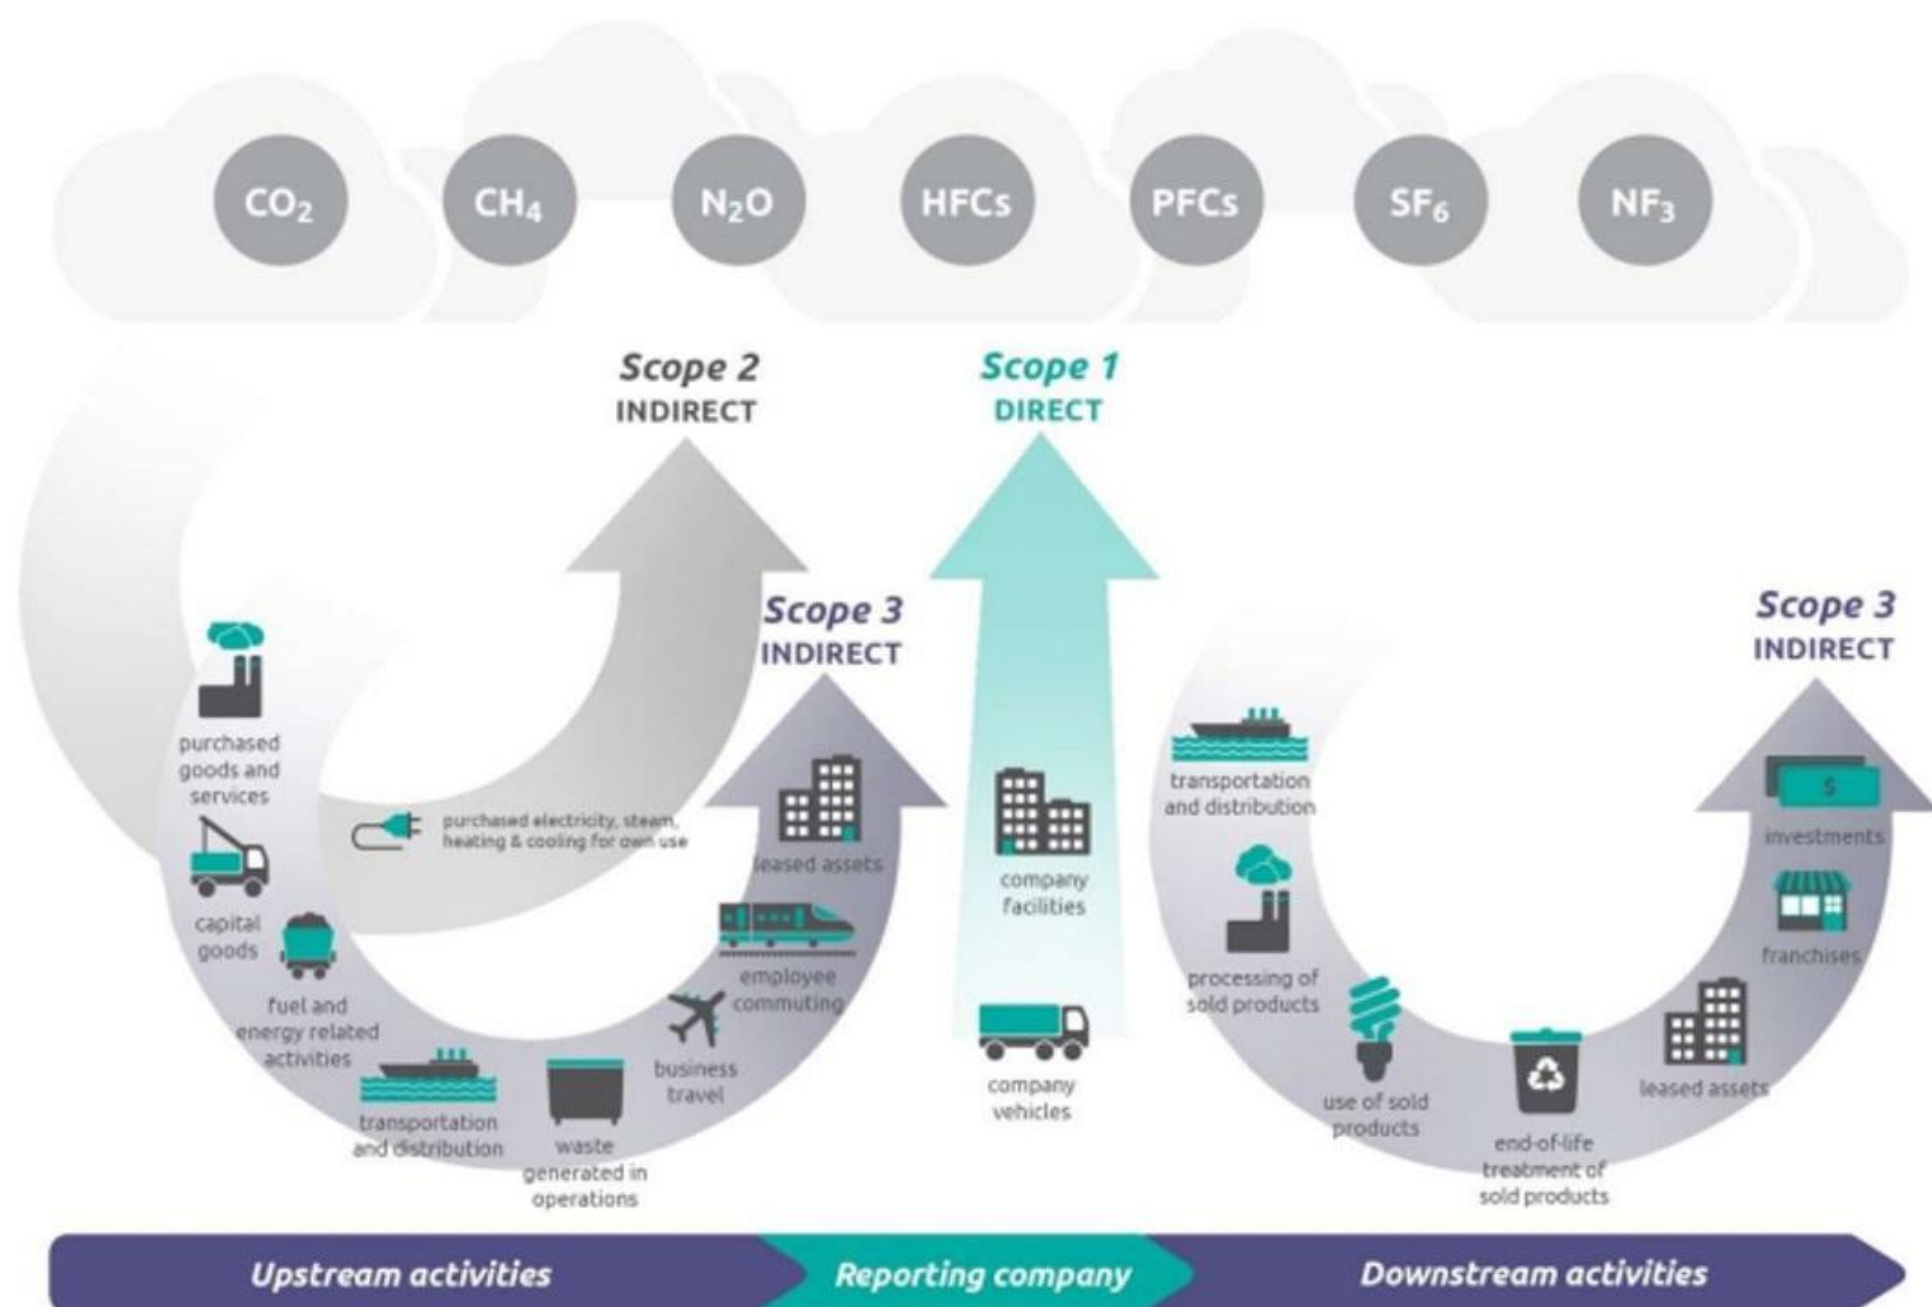 CO₂
CH₄
N₂O
HFCs
PFCs
SF₆
NF₃
Scope 2
INDIRECT
Scope 1
DIRECT
Scope 3
INDIRECT
Scope 3
INDIRECT
purchased
goods and
services
capital
goods
fuel and
energy related
activities
transportation
and distribution
waste
generated in
operations
business
travel
employee
commuting
leased assets
purchased electricity, steam,
heating & cooling for own use
company
facilities
company
vehicles
transportation
and distribution
processing of
sold products
use of sold
products
end-of-life
treatment of
sold products
leased assets
franchises
investments
$
Upstream activities
Reporting company
Downstream activities